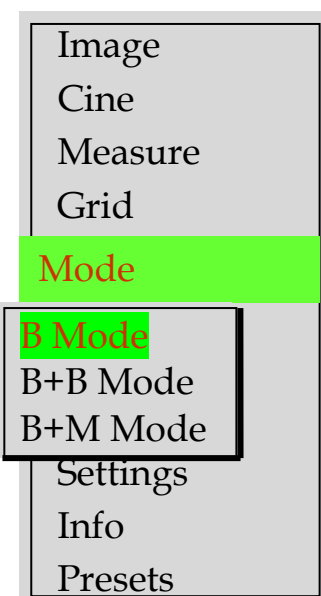 Image
Cine
Measure
Grid
Mode
B Mode
B+B Mode
B+M Mode
Settings
Info
Presets